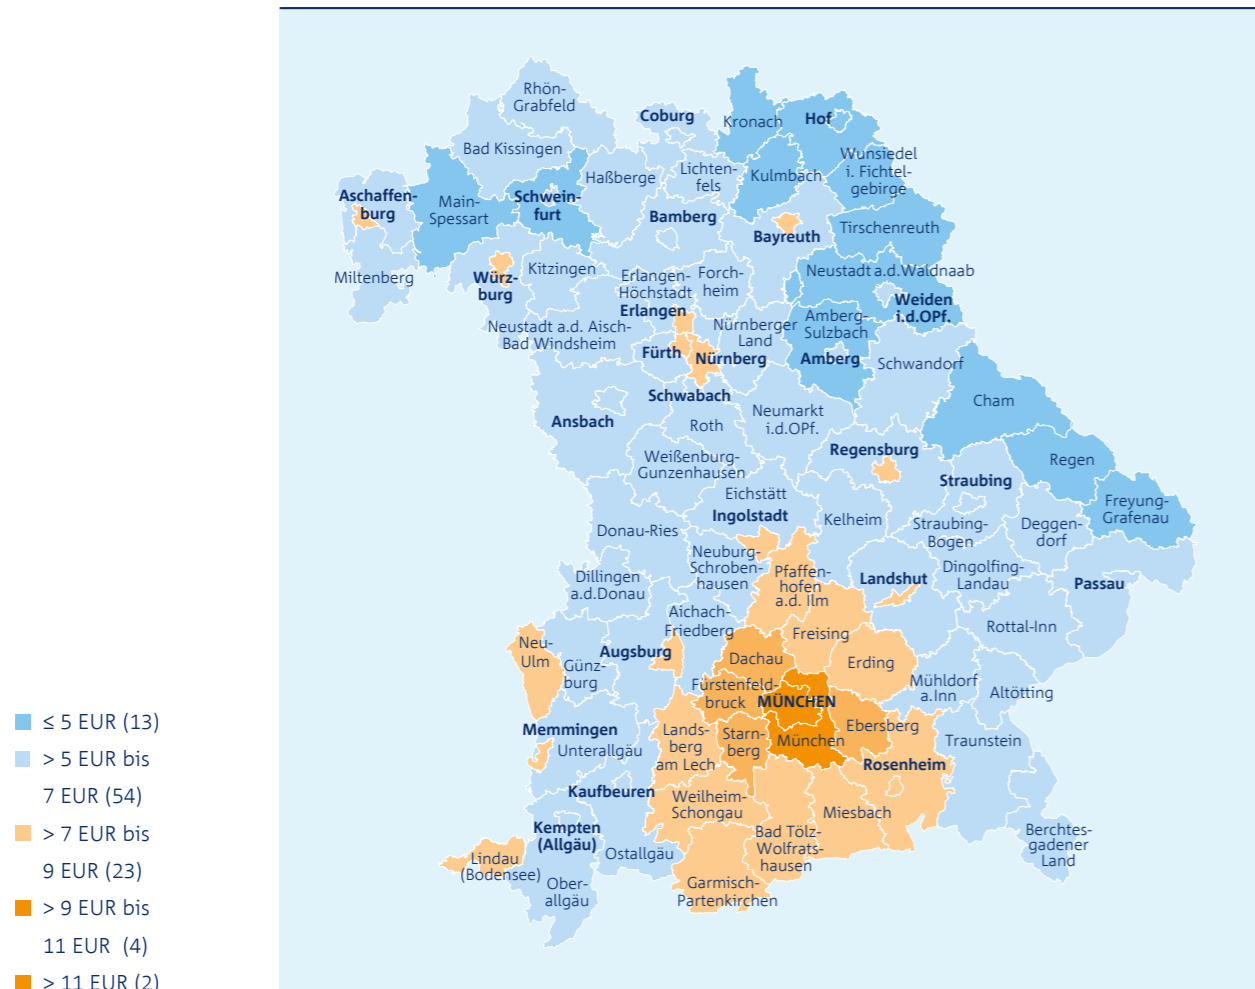 Rhön-
Grabfeld
Coburg
Kronach
Hof
Bad Kissingen
Wunsiedel
i. Fichtel-
gebirge
Haßberge
Lichten-
fels
Kulmbach
Aschaffen-
burg
Main-
Spessart
Schwein-
furt
Bamberg
Bayreuth
Tirschenreuth
Miltenberg
Würz-
burg
Kitzingen
Erlangen-
Höchstadt
Forch-
heim
Neustadt a.d.Waldnaab
Weiden
i.d.OPf.
Erlangen
Neustadt a.d. Aisch-
Bad Windsheim
Nürnberger
Land
Amberg-
Sulzbach
Fürth
Nürnberg
Amberg
Schwandorf
Schwabach
Ansbach
Roth
Neumarkt
i.d.OPf.
Cham
Weißenburg-
Gunzenhausen
Regensburg
Regen
Straubing
Eichstätt
Ingolstadt
Freyung-
Grafenau
Donau-Ries
Kelheim
Straubing-
Bogen
Deggen-
dorf
Neuburg-
Schroben-
hausen
Pfaffen-
hofen
a.d. Ilm
Landshut
Dingolfing-
Landau
Passau
Dillingen
a.d.Donau
Aichach-
Friedberg
Freising
Rottal-Inn
Neu-
Ulm
Günz-
burg
Augsburg
Dachau
Erding
Fürstenfeld-
bruck
MÜNCHEN
Mühldorf
a.Inn
Altötting
Memmingen
Unterallgäu
Lands-
berg
am Lech
Starn-
berg
München
Ebersberg
Rosenheim
Traunstein
Kaufbeuren
Weilheim-
Schongau
Miesbach
Kempten
(Allgäu)
Ostallgäu
Bad Tölz-
Wolfrats-
hausen
Berchtes-
gadener
Land
Lindau
(Bodensee)
Ober-
allgäu
Garmisch-
Partenkirchen
≤ 5 EUR (13)
> 5 EUR bis
7 EUR (54)
> 7 EUR bis
9 EUR (23)
> 9 EUR bis
11 EUR (4)
> 11 EUR (2)